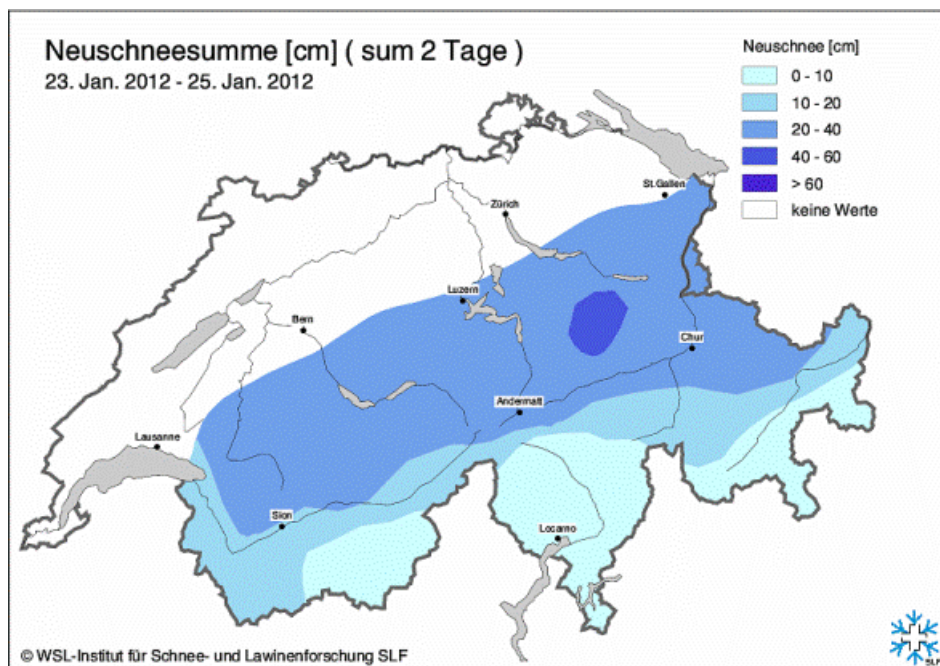 Neuschneesumme [cm] ( sum 2 Tage )
23. Jan. 2012 - 25. Jan. 2012
Neuschnee [cm]
0 - 10
10 - 20
20 - 40
40 - 60
> 60
keine Werte
St.Gallen
Zürich
Luzern
Bern
Chur
Andermatt
Lausanne
Sion
Locarno
© WSL-Institut für Schnee- und Lawinenforschung SLF
SLF